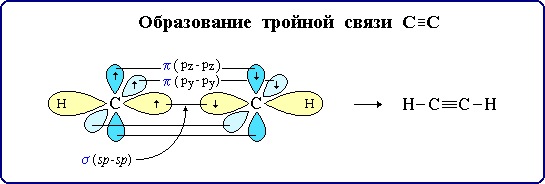 Образование тройной связи C≡C
π(pz-pz)
π(py-py)
H C C H
H–C≡C–H
σ(sp-sp)